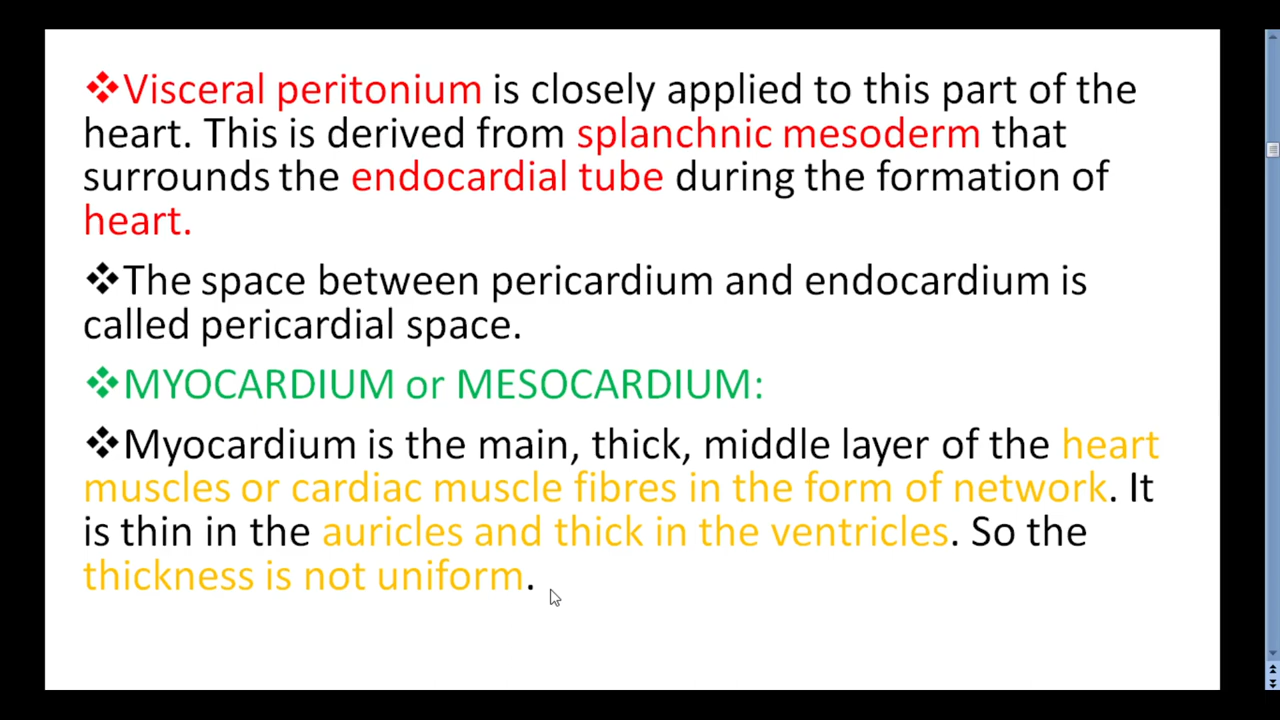 ❖Visceral peritonium is closely applied to this part of the
heart. This is derived from splanchnic mesoderm that
surrounds the endocardial tube during the formation of
heart.
❖The space between pericardium and endocardium is
called pericardial space.
❖MYOCARDIUM or MESOCARDIUM:
❖Myocardium is the main, thick, middle layer of the heart
muscles or cardiac muscle fibres in the form of network. It
is thin in the auricles and thick in the ventricles. So the
thickness is not uniform.